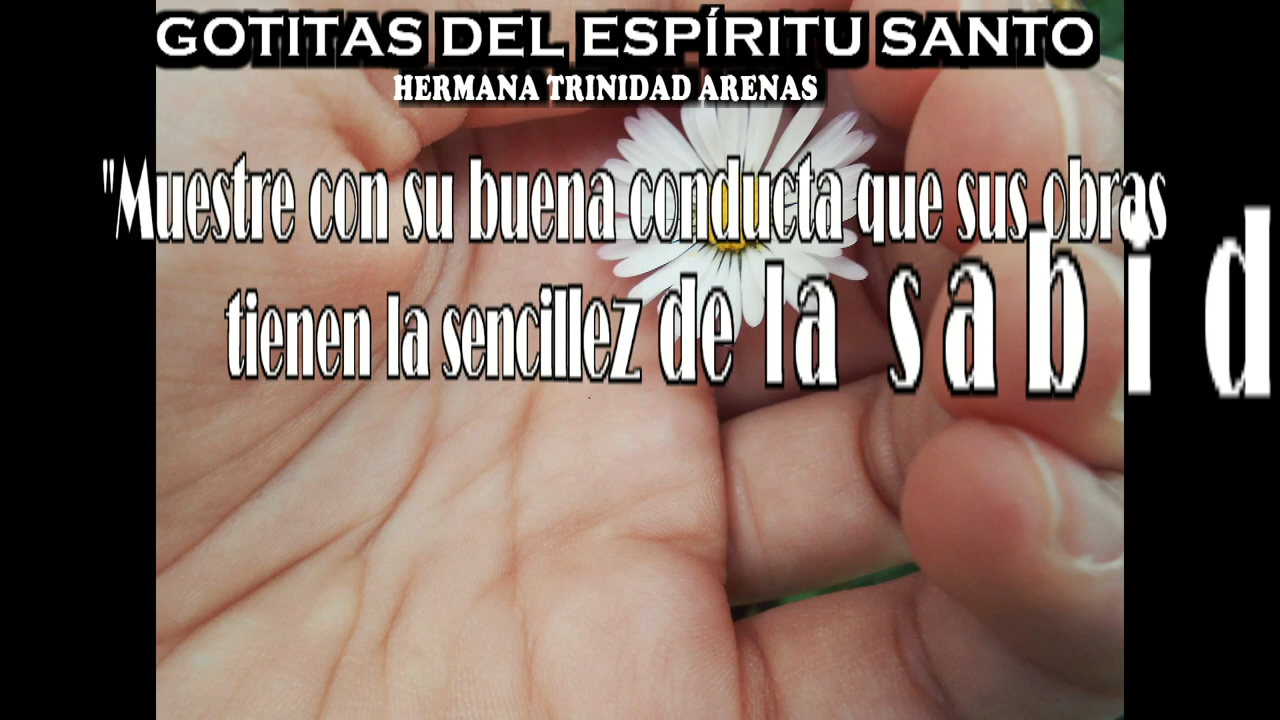 GOTITAS DEL ESPÍRITU SANTO
HERMANA TRINIDAD ARENAS
"Muestre con su buena conducta que sus obras
tienen la sencillez de la sabid